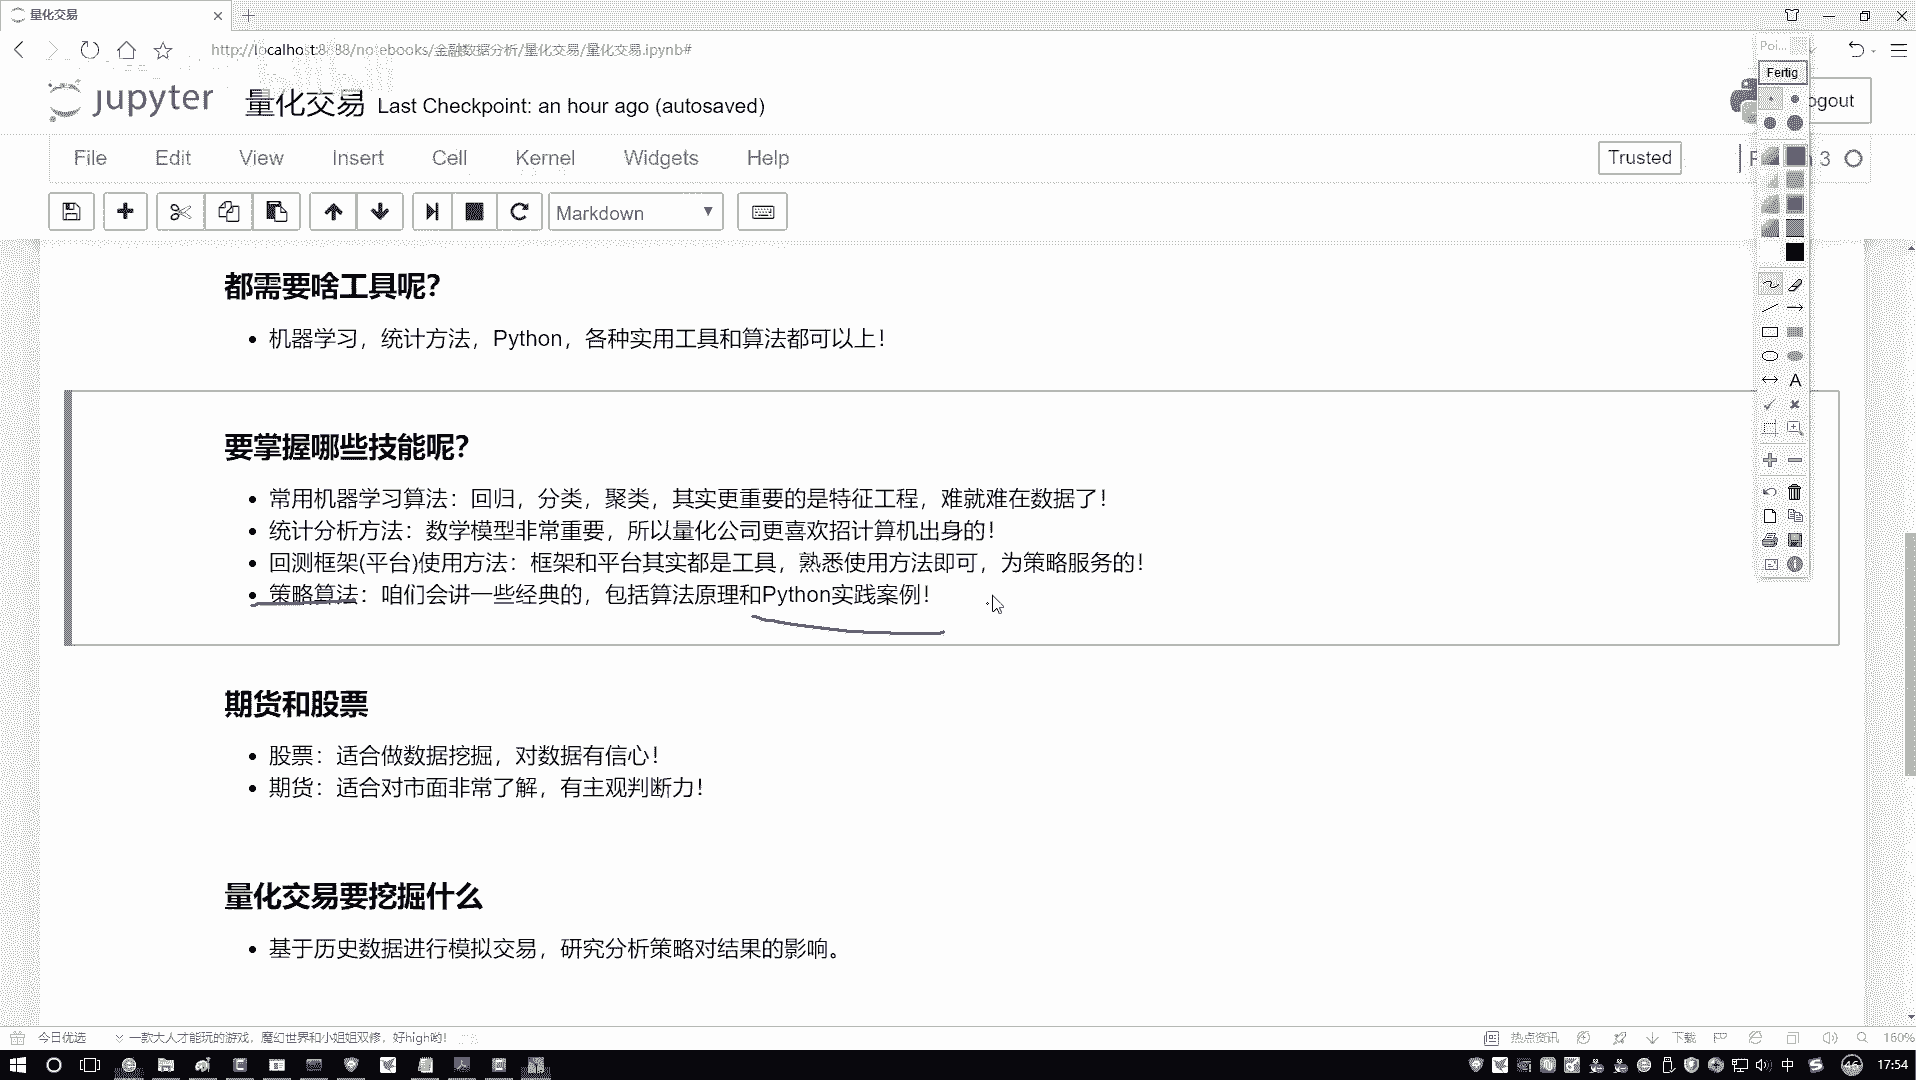 量化交易
http://localhost:8888/notebooks/金融数据分析/量化交易/量化交易.ipynb#
Poi...
Fertig
jupyter 量化交易 Last Checkpoint: an hour ago (autosaved)
ogout
File Edit View Insert Cell Kernel Widgets Help
Trusted
3
Markdown
都需要啥工具呢？
机器学习，统计方法，Python，各种实用工具和算法都可以上！
要掌握哪些技能呢？
常用机器学习算法：回归，分类，聚类，其实更重要的是特征工程，难就难在数据了！
统计分析方法：数学模型非常重要，所以量化公司更喜欢招计算机出身的！
回测框架(平台)使用方法：框架和平台其实都是工具，熟悉使用方法即可，为策略服务的！
策略算法：咱们会讲一些经典的，包括算法原理和Python实践案例！
期货和股票
股票：适合做数据挖掘，对数据有信心！
期货：适合对市面非常了解，有主观判断力！
量化交易要挖掘什么
基于历史数据进行模拟交易，研究分析策略对结果的影响。
今日优选 一款大人才能玩的游戏，魔幻世界和小姐姐双修，好high哟！
热点资讯 下载 160%
中 46 17:54